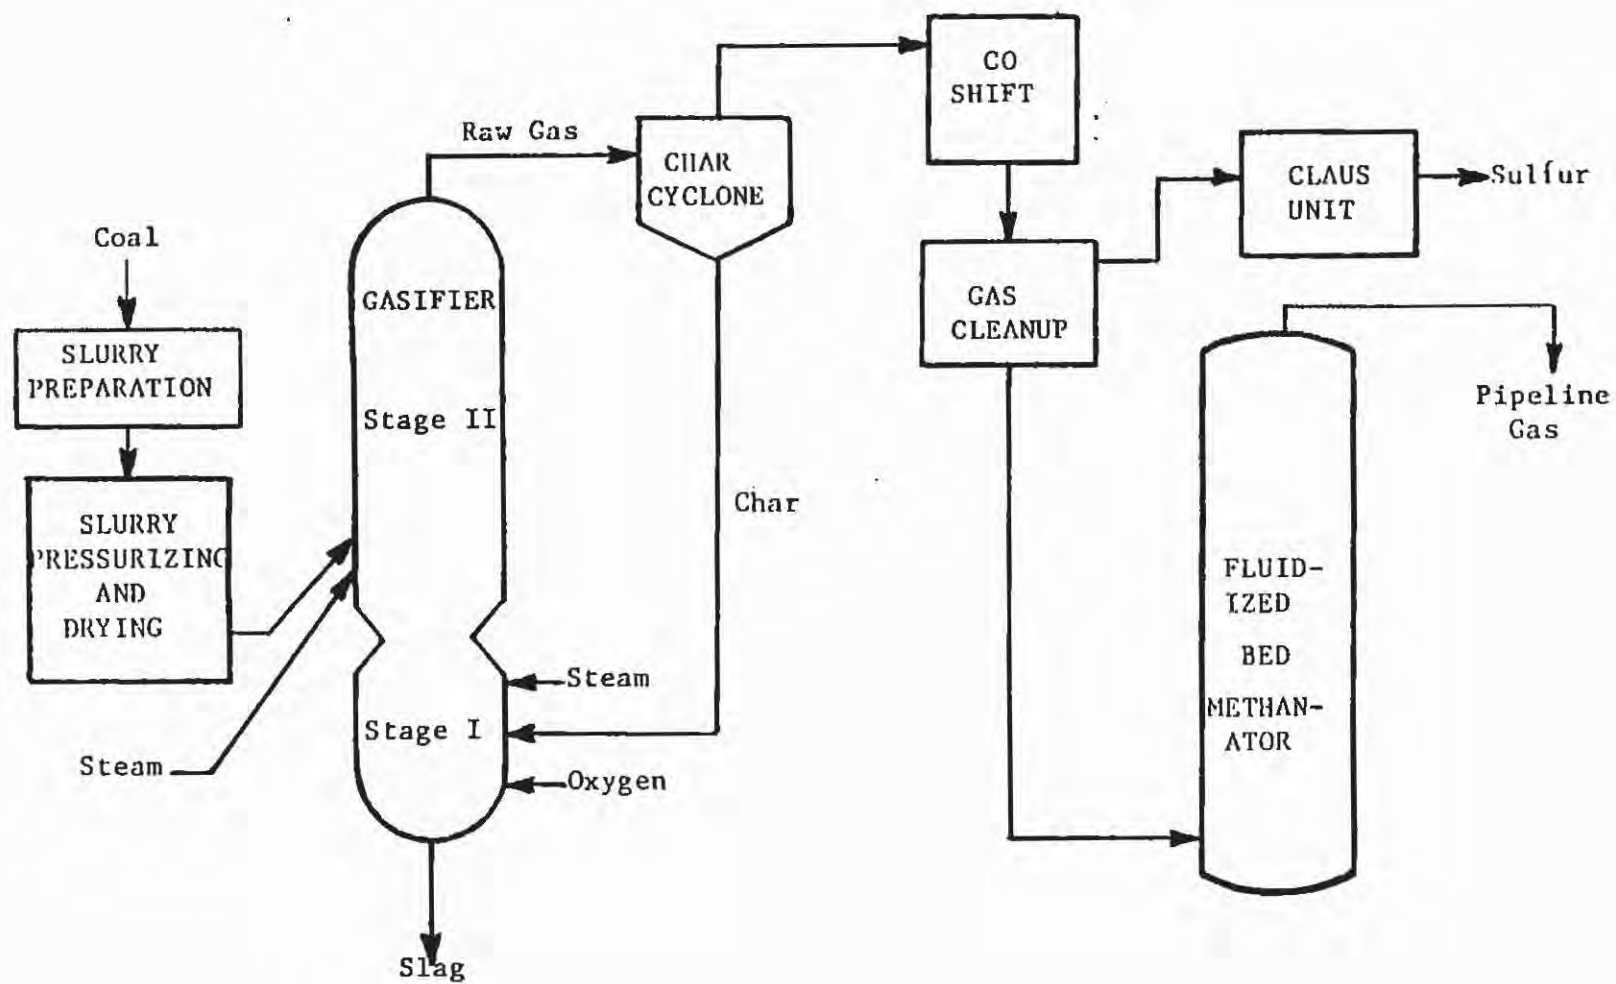 Coal
SLURRY
PREPARATION
SLURRY
PRESSURIZING
AND
DRYING
Steam
GASIFIER
Stage II
Stage I
Slag
Raw Gas
CHAR
CYCLONE
Char
Steam
Oxygen
CO
SHIFT
GAS
CLEANUP
CLAUS
UNIT
Sulfur
FLUID-
IZED
BED
METHAN-
ATOR
Pipeline
Gas